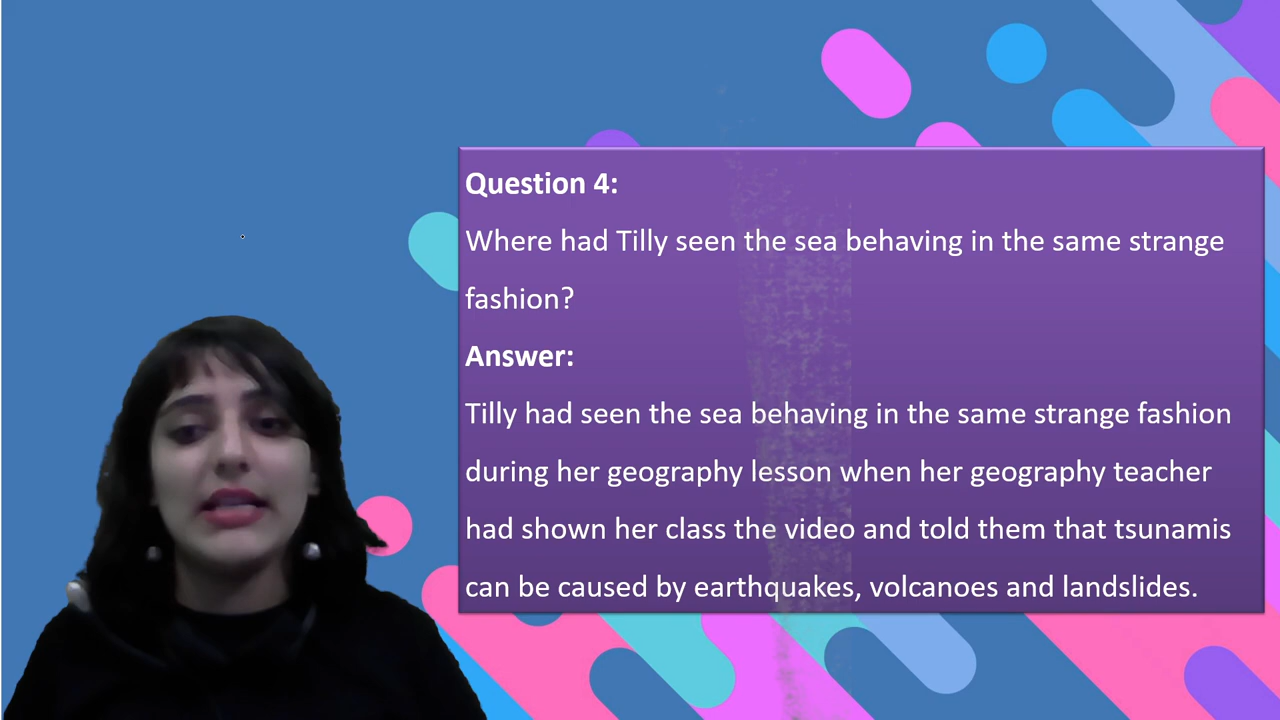 Question 4:
Where had Tilly seen the sea behaving in the same strange
fashion?
Answer:
Tilly had seen the sea behaving in the same strange fashion
during her geography lesson when her geography teacher
had shown her class the video and told them that tsunamis
can be caused by earthquakes, volcanoes and landslides.